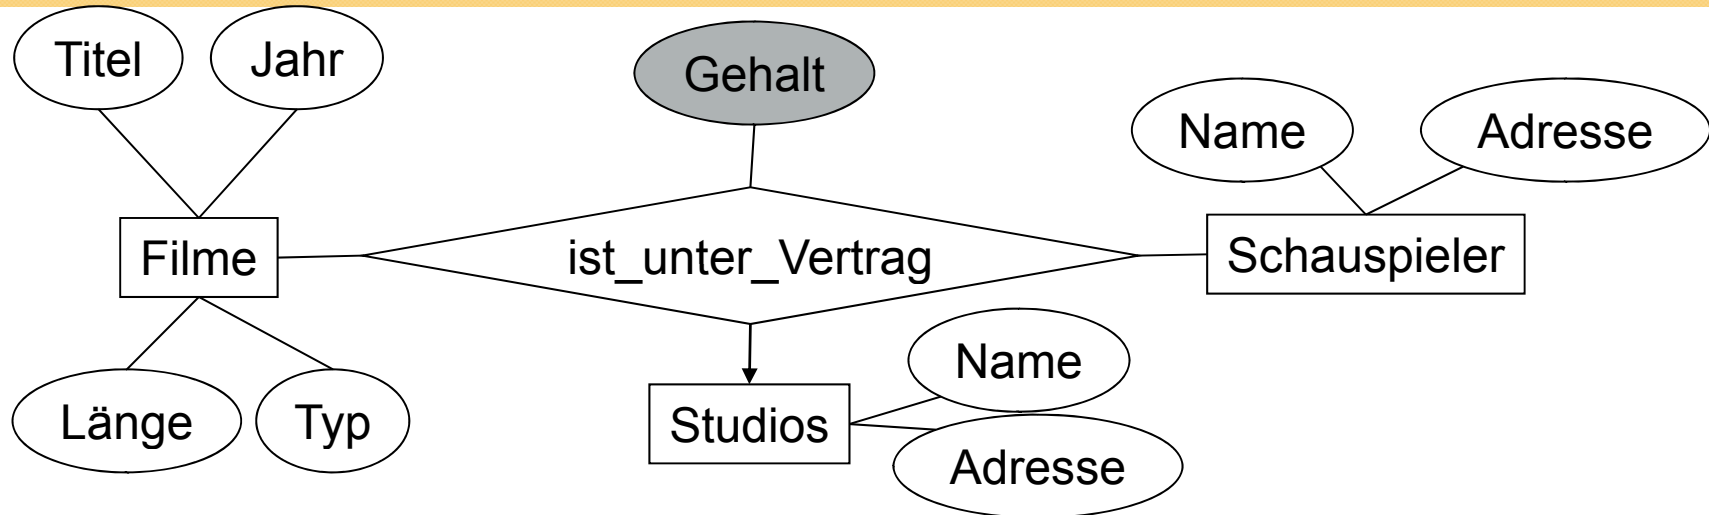 Titel
Jahr
Gehalt
Name
Adresse
Filme
ist_unter_Vertrag
Schauspieler
Name
Länge
Typ
Studios
Adresse